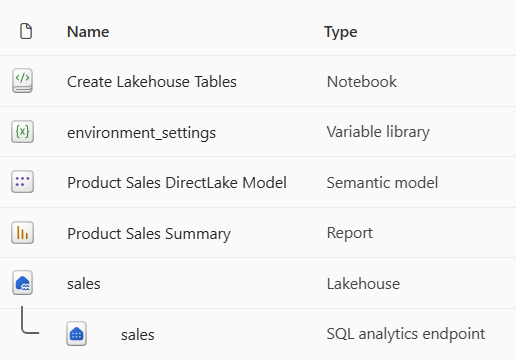 Name Type
Create Lakehouse Tables Notebook
environment_settings Variable library
Product Sales DirectLake Model Semantic model
Product Sales Summary Report
sales Lakehouse
sales SQL analytics endpoint